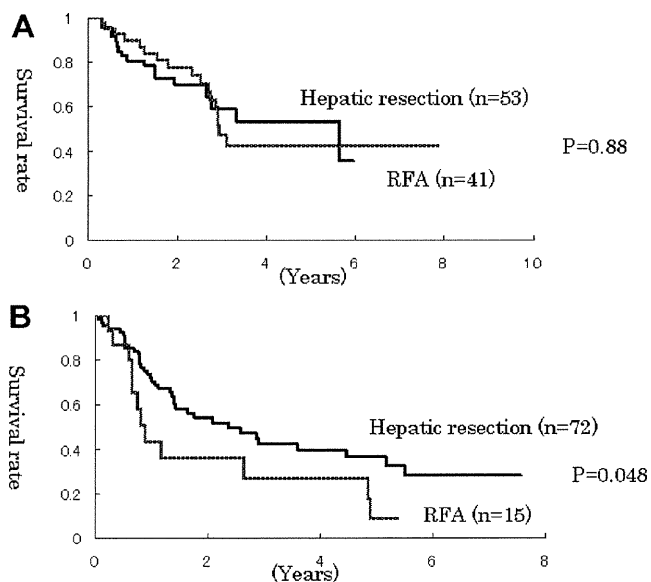 A
Survival rate
1
0.8
0.6
0.4
0.2
0
0 2 4 6 8 10
(Years)
Hepatic resection (n=53)
P=0.88
RFA (n=41)
B
Survival rate
1
0.8
0.6
0.4
0.2
0
0 2 4 6 8
(Years)
Hepatic resection (n=72)
P=0.048
RFA (n=15)